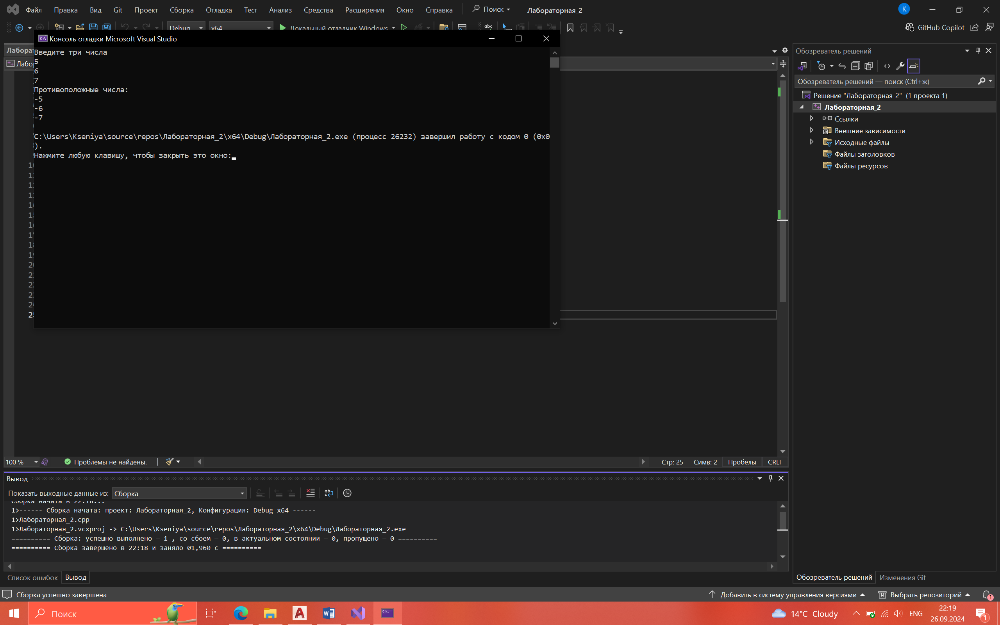 Файл Правка Вид Git Проект Сборка Отладка Тест Анализ Средства Расширения Окно Справка Поиск Лабораторная_2 K
Debug x64 Локальный отладчик Windows GitHub Copilot
Консоль отладки Microsoft Visual Studio
Введите три числа
5
6
7
Противоположные числа:
-5
-6
-7
C:\Users\Kseniya\source\repos\Лабораторная_2\x64\Debug\Лабораторная_2.exe (процесс 26232) завершил работу с кодом 0 (0x0
).
Нажмите любую клавишу, чтобы закрыть это окно:
Обозреватель решений
Обозреватель решений — поиск (Ctrl+ж)
Решение "Лабораторная_2" (1 проекта 1)
Лабораторная_2
Ссылки
Внешние зависимости
Исходные файлы
Файлы заголовков
Файлы ресурсов
100 % Проблемы не найдены. Стр: 25 Симв: 2 Пробелы CRLF
Вывод
Показать выходные данные из: Сборка
Сборка начата в 22:18...
1>------ Сборка начата: проект: Лабораторная_2, Конфигурация: Debug x64 ------
1>Лабораторная_2.cpp
1>Лабораторная_2.vcxproj -> C:\Users\Kseniya\source\repos\Лабораторная_2\x64\Debug\Лабораторная_2.exe
========== Сборка: успешно выполнено — 1 , со сбоем — 0, в актуальном состоянии — 0, пропущено — 0 ==========
========== Сборка завершено в 22:18 и заняло 01,960 с ==========
Список ошибок Вывод
Обозреватель решений Изменения Git
Сборка успешно завершена Добавить в систему управления версиями Выбрать репозиторий 1
Поиск 14°C Cloudy ENG 22:19
26.09.2024 1